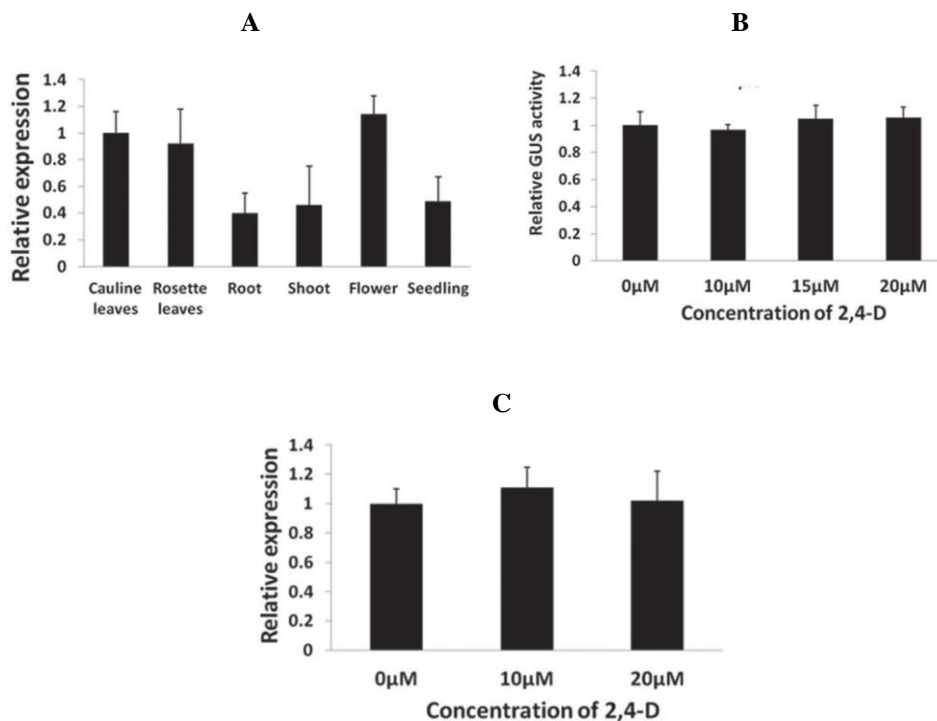 A
Relative expression
1.4
1.2
1
0.8
0.6
0.4
0.2
0
Cauline leaves
Rosette leaves
Root
Shoot
Flower
Seedling
B
Relative GUS activity
1.4
1.2
1
0.8
0.6
0.4
0.2
0
0µM
10µM
15µM
20µM
Concentration of 2,4-D
C
Relative expression
1.4
1.2
1
0.8
0.6
0.4
0.2
0
0µM
10µM
20µM
Concentration of 2,4-D